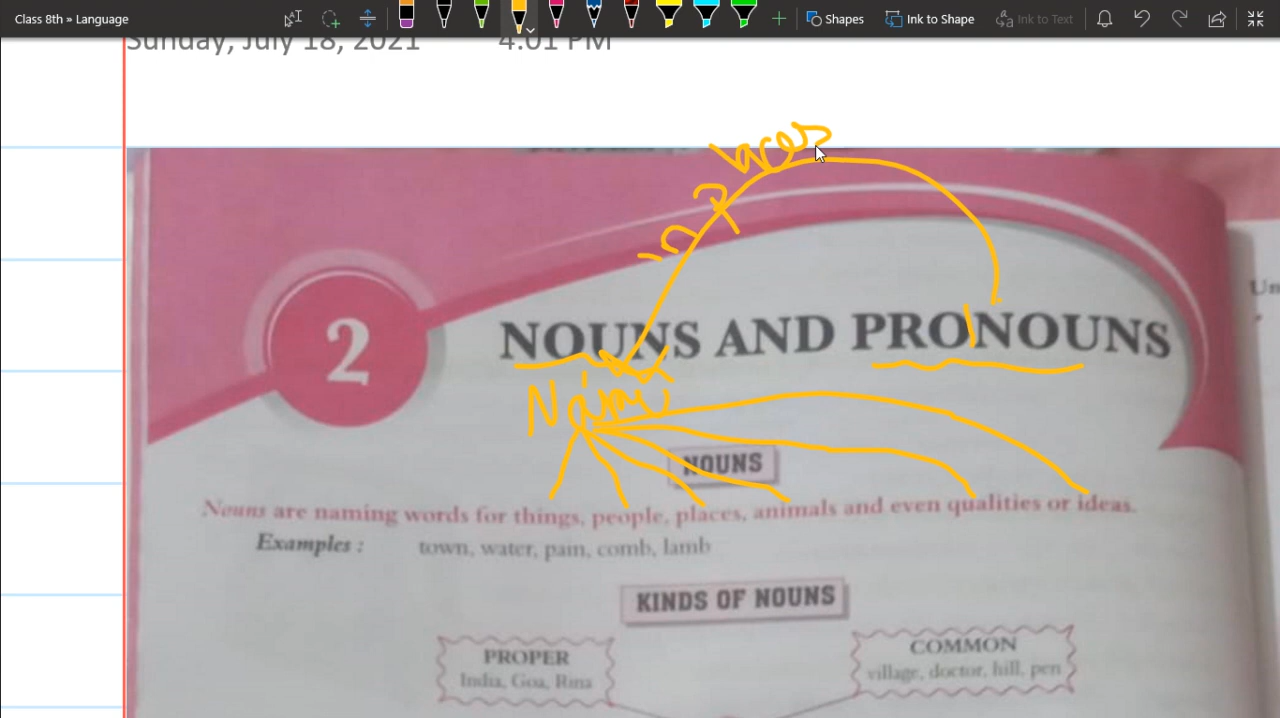 Class 8th » Language
Shapes
Ink to Shape
Ink to Text
Sunday, July 18, 2021 4:01 PM
in places
2
NOUNS AND PRONOUNS
Name
NOUNS
Nouns are naming words for things, people, places, animals and even qualities or ideas.
Examples : town, water, pain, comb, lamb
KINDS OF NOUNS
PROPER
India, Goa, Rina
COMMON
village, doctor, hill, pen